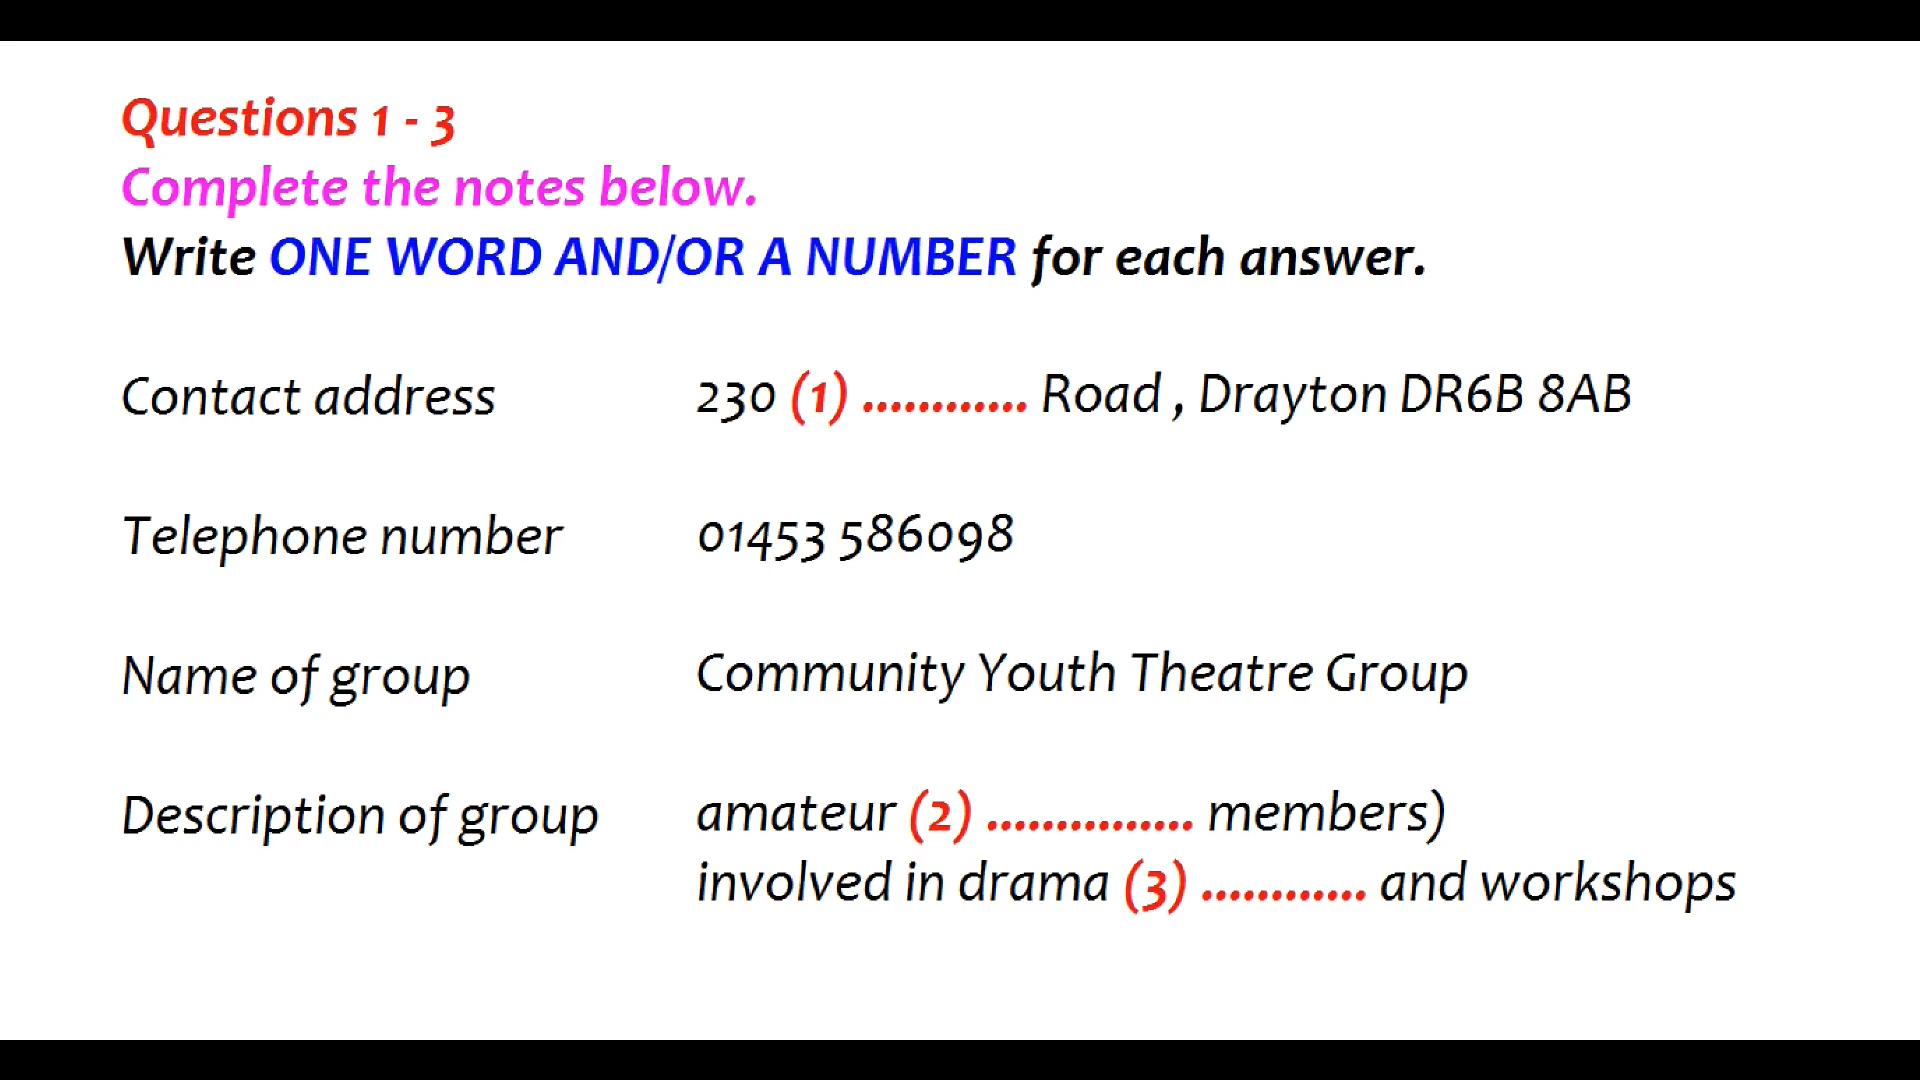 Questions 1 - 3
Complete the notes below.
Write ONE WORD AND/OR A NUMBER for each answer.
Contact address 230 (1) ............ Road , Drayton DR6B 8AB
Telephone number 01453 586098
Name of group Community Youth Theatre Group
Description of group amateur (2) ............... members)
involved in drama (3) ............ and workshops